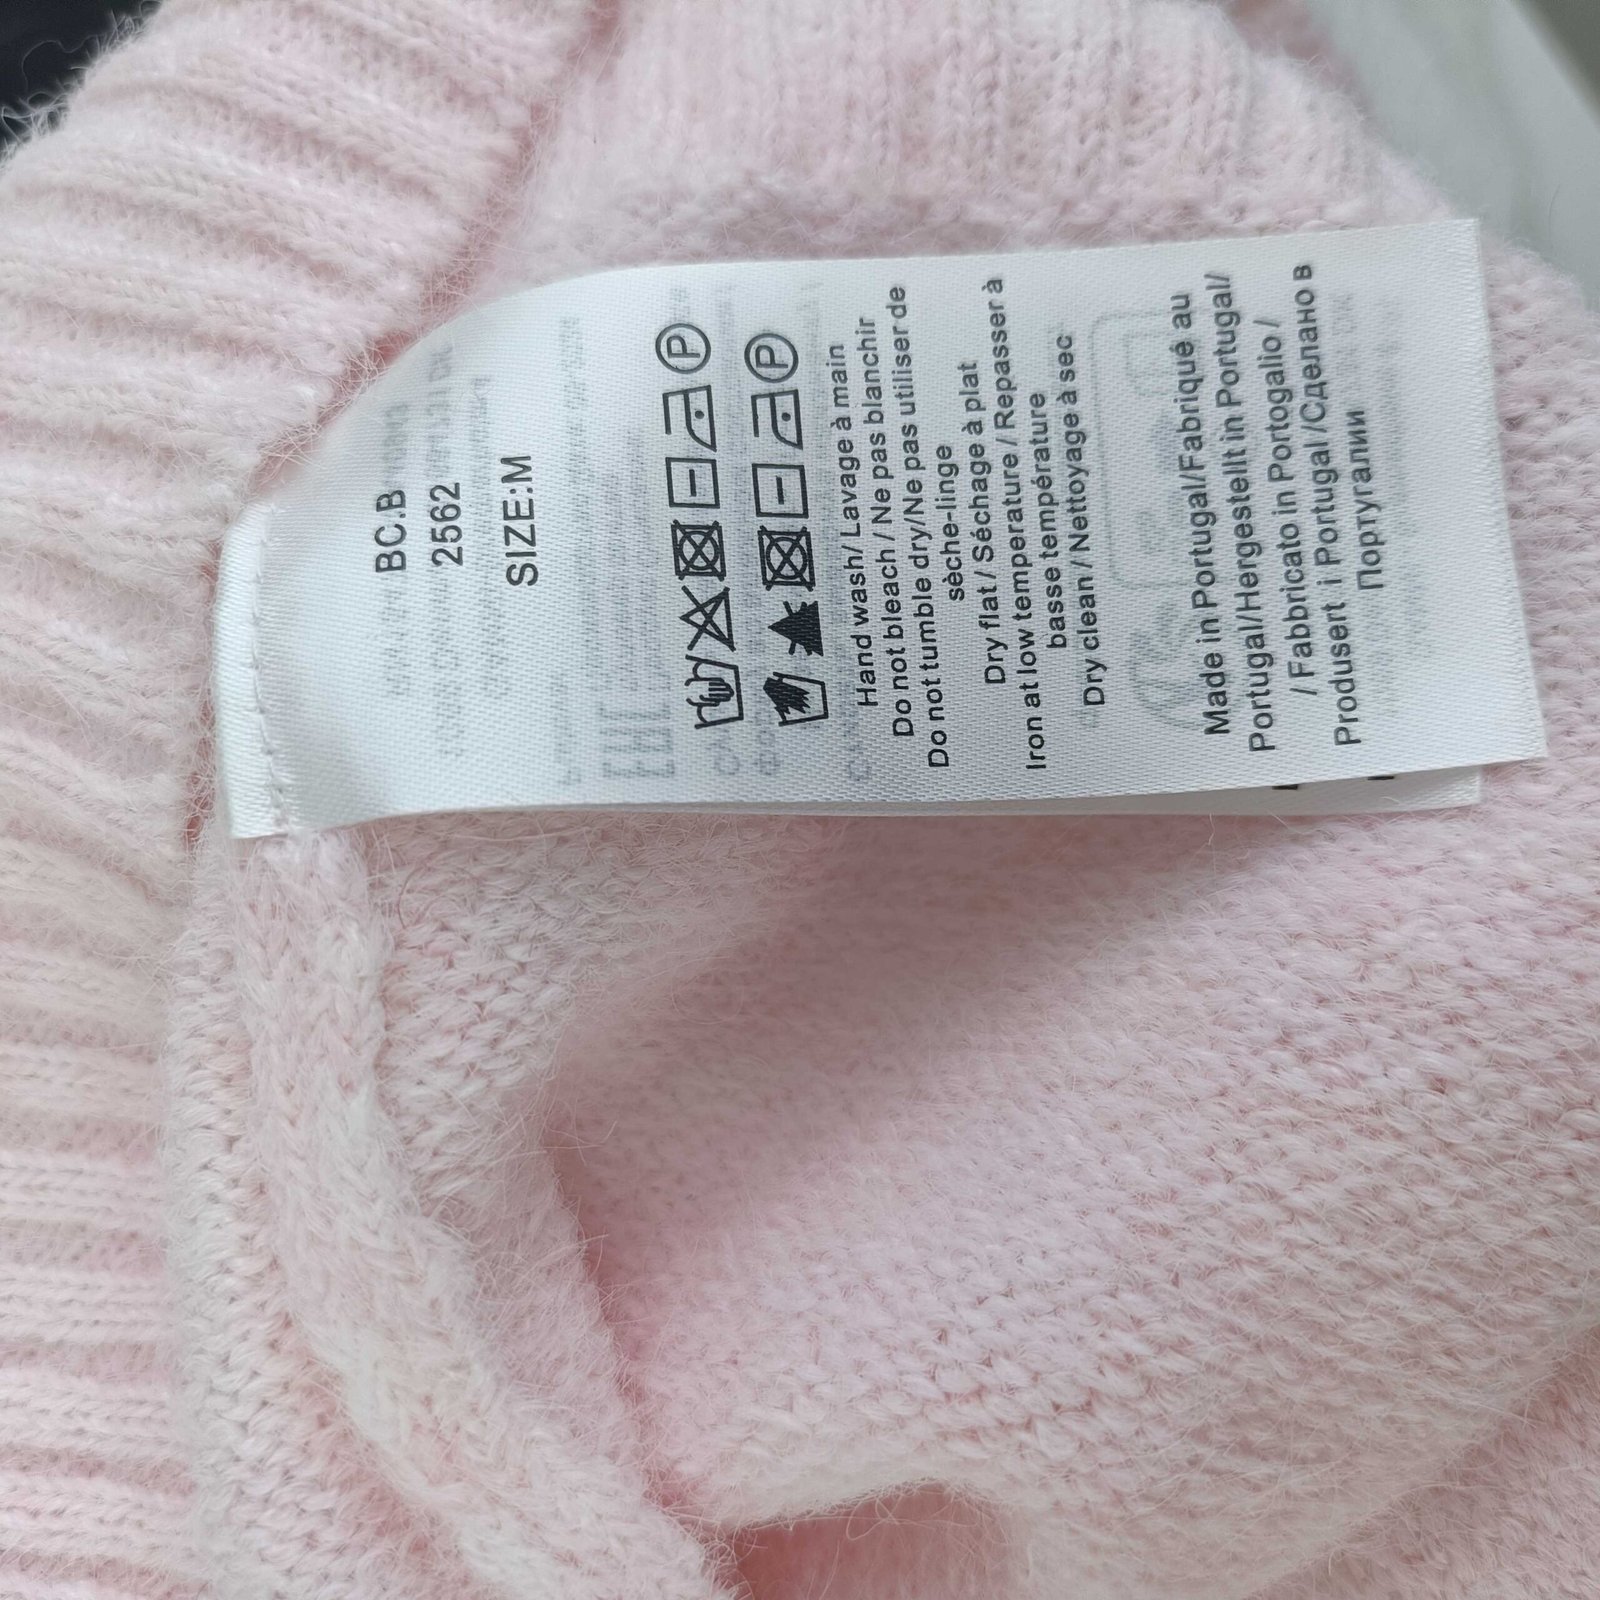 BC.B
2562
SIZE:M
P
P
Hand wash/ Lavage à main
Do not bleach / Ne pas blanchir
Do not tumble dry/Ne pas utiliser de
sèche-linge
Dry flat / Séchage à plat
Iron at low temperature / Repasser à
basse température
Dry clean / Nettoyage à sec
Made in Portugal/Fabriqué au
Portugal/Hergestellt in Portugal/
/ Fabbricato in Portogalio /
Produsert i Portugal /Сделано в
Португалии